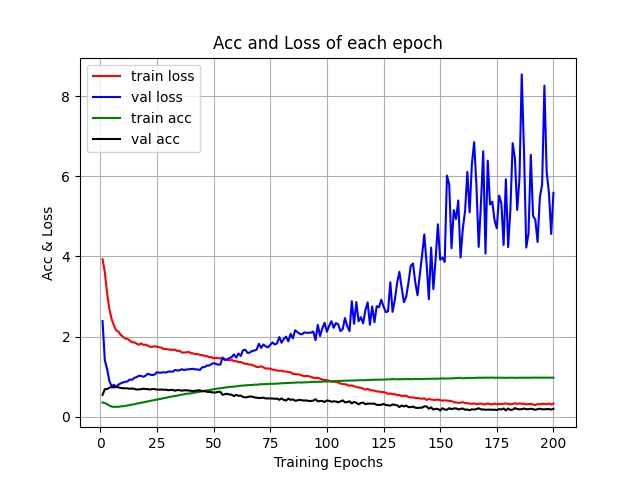 Acc and Loss of each epoch
train loss
val loss
train acc
val acc
Acc & Loss
8
6
4
2
0
0 25 50 75 100 125 150 175 200
Training Epochs